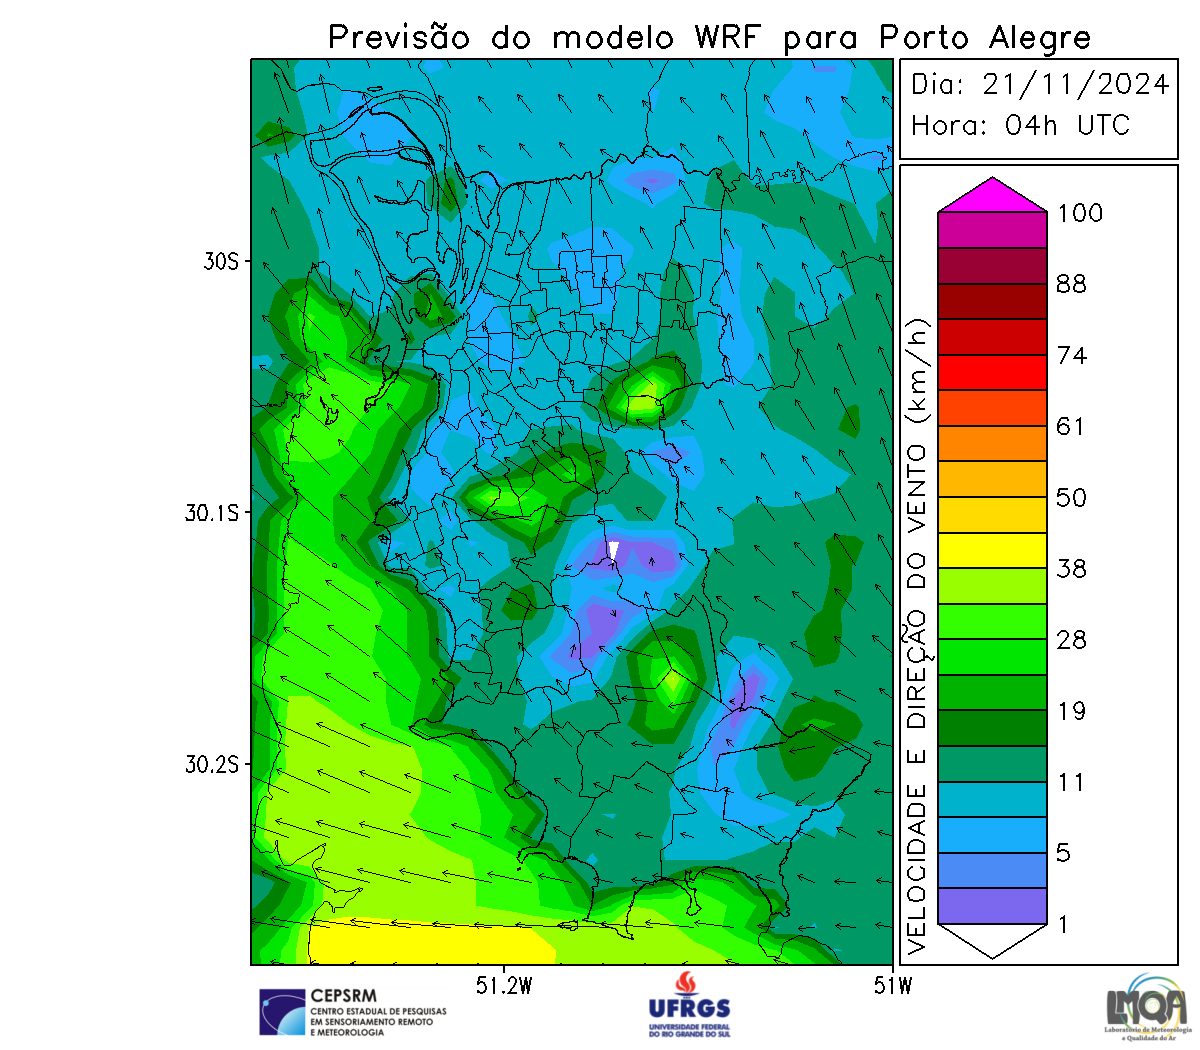 Previsão do modelo WRF para Porto Alegre
Dia: 21/11/2024
Hora: 04h UTC
30S
30.1S
30.2S
51.2W
51W
VELOCIDADE E DIREÇÃO DO VENTO (km/h)
100
88
74
61
50
38
28
19
11
5
1
CEPSRM
CENTRO ESTADUAL DE PESQUISAS
EM SENSORIAMENTO REMOTO
E METEOROLOGIA
UFRGS
UNIVERSIDADE FEDERAL
DO RIO GRANDE DO SUL
LMQA
Laboratório de Meteorologia
e Qualidade do Ar